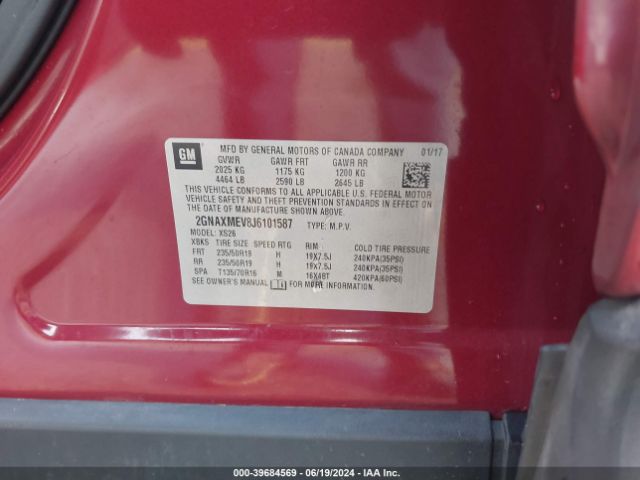 GM
MFD BY GENERAL MOTORS OF CANADA COMPANY 01/17
GVWR GAWR FRT GAWR RR
2025 KG 1175 KG 1200 KG
4464 LB 2590 LB 2645 LB
THIS VEHICLE CONFORMS TO ALL APPLICABLE U.S. FEDERAL MOTOR
VEHICLE SAFETY AND THEFT PREVENTION STANDARDS IN EFFECT ON
THE DATE OF MANUFACTURE SHOWN ABOVE.
2GNAXMEV8J6101587 TYPE: M.P.V.
MODEL: XS26
XBKS TIRE SIZE SPEED RTG RIM COLD TIRE PRESSURE
FRT 235/50R19 H 19X7.5J 240KPA(35PSI)
RR 235/50R19 H 19X7.5J 240KPA(35PSI)
SPA T135/70R16 M 16X4BT 420KPA(60PSI)
SEE OWNER'S MANUAL FOR MORE INFORMATION.
000-39684569 | 06/19/2024 - IAA Inc.